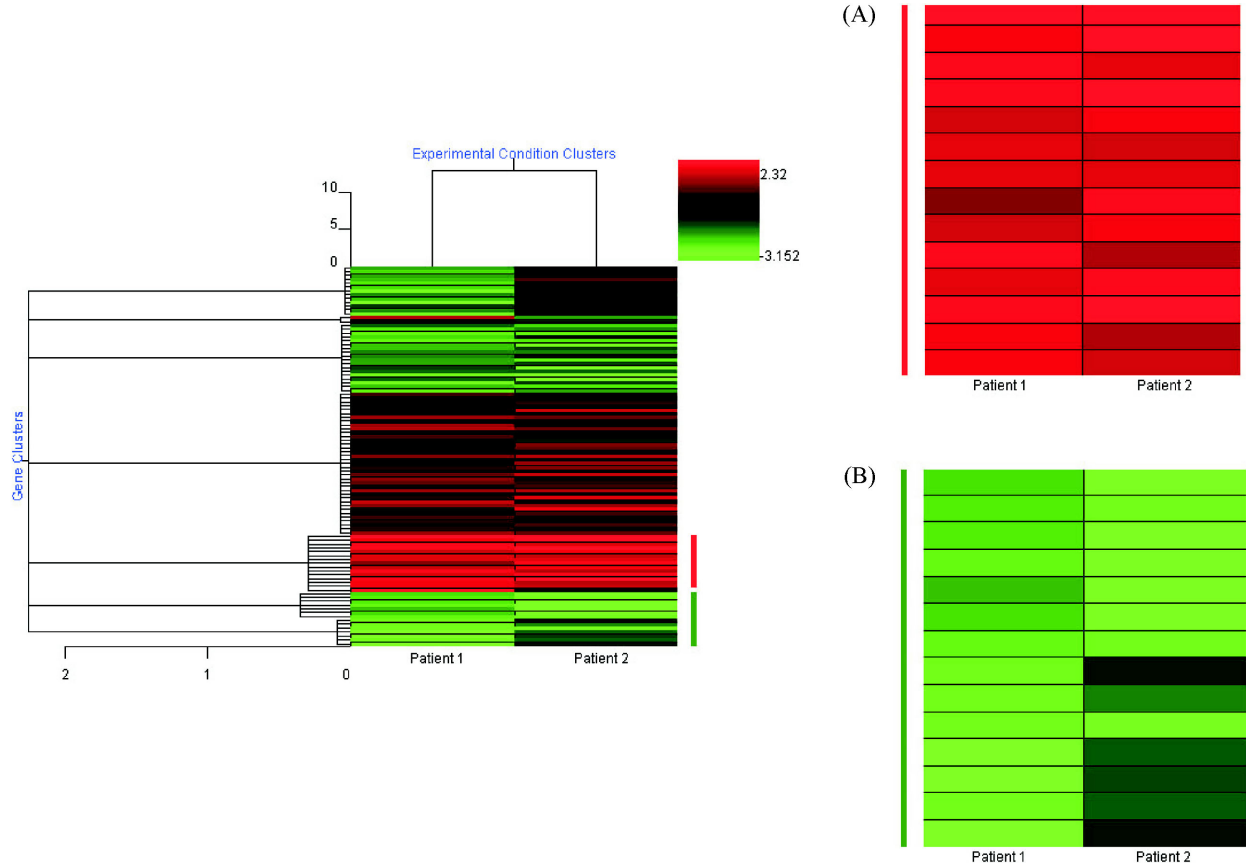 Experimental Condition Clusters
10
5
0
2.32
-3.152
Gene Clusters
Patient 1
Patient 2
2
1
0
(A)
Patient 1
Patient 2
(B)
Patient 1
Patient 2